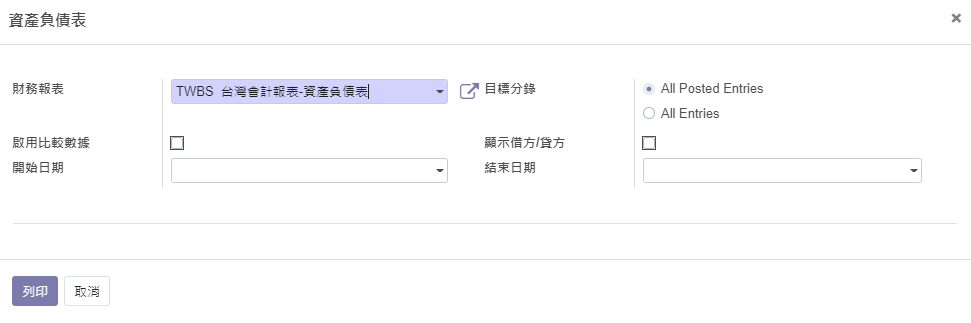 資產負債表
×
財務報表
TWBS 台灣會計報表-資產負債表
目標分錄
All Posted Entries
All Entries
啟用比較數據
顯示借方/貸方
開始日期
結束日期
列印
取消